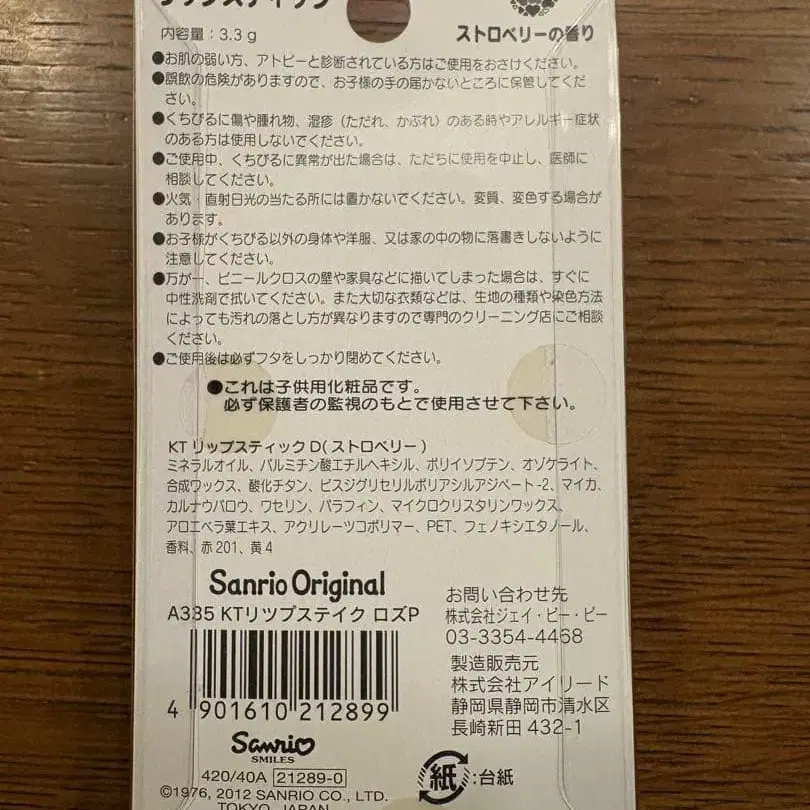 リップスティック
内容量：3.3g
ストロベリーの香り
●お肌の弱い方、アトピーと診断されている方はご使用をおさけください。
●誤飲の危険がありますので、お子様の手の届かないところに保管してくだ
さい。
●くちびるに傷や腫れ物、湿疹（ただれ、かぶれ）のある時やアレルギー症状
のある方は使用しないでください。
●ご使用中、くちびるに異常が出た場合は、ただちに使用を中止し、医師に
相談してください。
●火気・直射日光の当たる所には置かないでください。変質、変色する場合が
あります。
●お子様がくちびる以外の身体や洋服、又は家の中の物に落書きしないように
注意してください。
●万が一、ビニールクロスの壁や家具などに描いてしまった場合は、すぐに
中性洗剤で拭いてください。また大切な衣類などは、生地の種類や染色方法
によっても汚れの落とし方が異なりますので専門のクリーニング店にご相談
ください。
●ご使用後は必ずフタをしっかり閉めてください。
●これは子供用化粧品です。
必ず保護者の監視のもとで使用させて下さい。
KTリップスティックD(ストロベリー)
ミネラルオイル、パルミチン酸エチルヘキシル、ポリイソブテン、オゾケライト、
合成ワックス、酸化チタン、ビスジグリセリルポリアシルアジペート-2、マイカ、
カルナウバロウ、ワセリン、パラフィン、マイクロクリスタリンワックス、
アロエベラ葉エキス、アクリレーツコポリマー、PET、フェノキシエタノール、
香料、赤201、黄4
Sanrio Original
A335 KTリツプステイク ロズP
4 901610 212899
Sanrio
SMILES
420/40A 21289-0
©1976, 2012 SANRIO CO., LTD.
TOKYO, JAPAN
お問い合わせ先
株式会社ジェイ・ピー・ピー
03-3354-4468
製造販売元
株式会社アイリード
静岡県静岡市清水区
長崎新田 432-1
紙:台紙